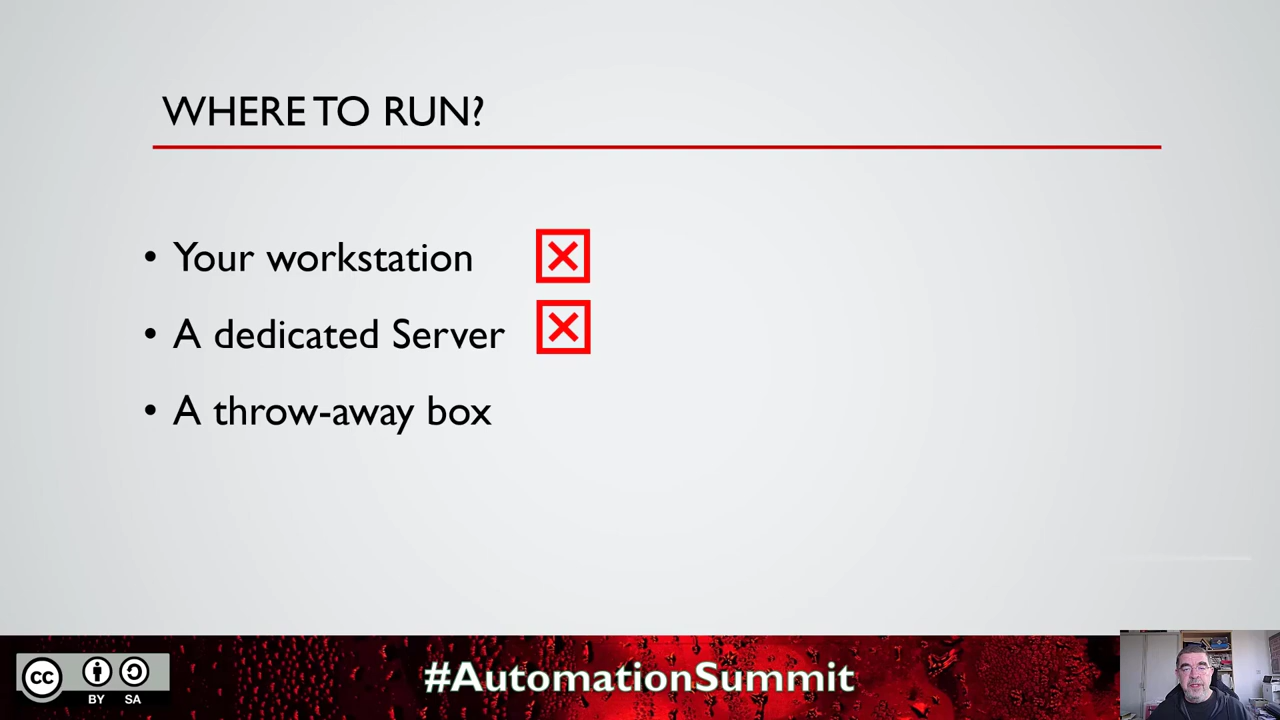 WHERE TO RUN?
• Your workstation
• A dedicated Server
• A throw-away box
#AutomationSummit
cc
BY SA